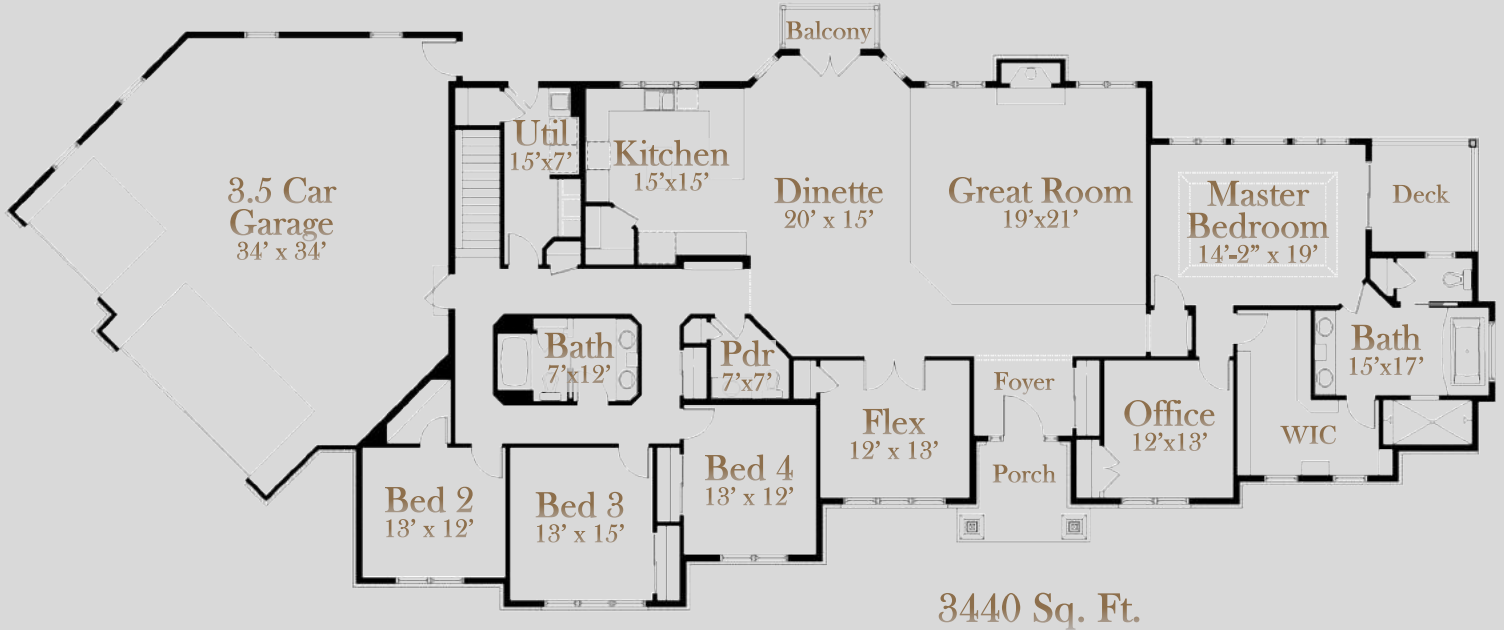 Balcony
Util
15'x7'
Kitchen
15'x15'
3.5 Car
Garage
34' x 34'
Dinette
20' x 15'
Great Room
19'x21'
Master
Bedroom
14'-2" x 19'
Deck
Bath
7'x12'
Pdr
7'x7'
Foyer
Bath
15'x17'
Flex
12' x 13'
Office
12'x13'
WIC
Bed 2
13' x 12'
Bed 3
13' x 15'
Bed 4
13' x 12'
Porch
3440 Sq. Ft.